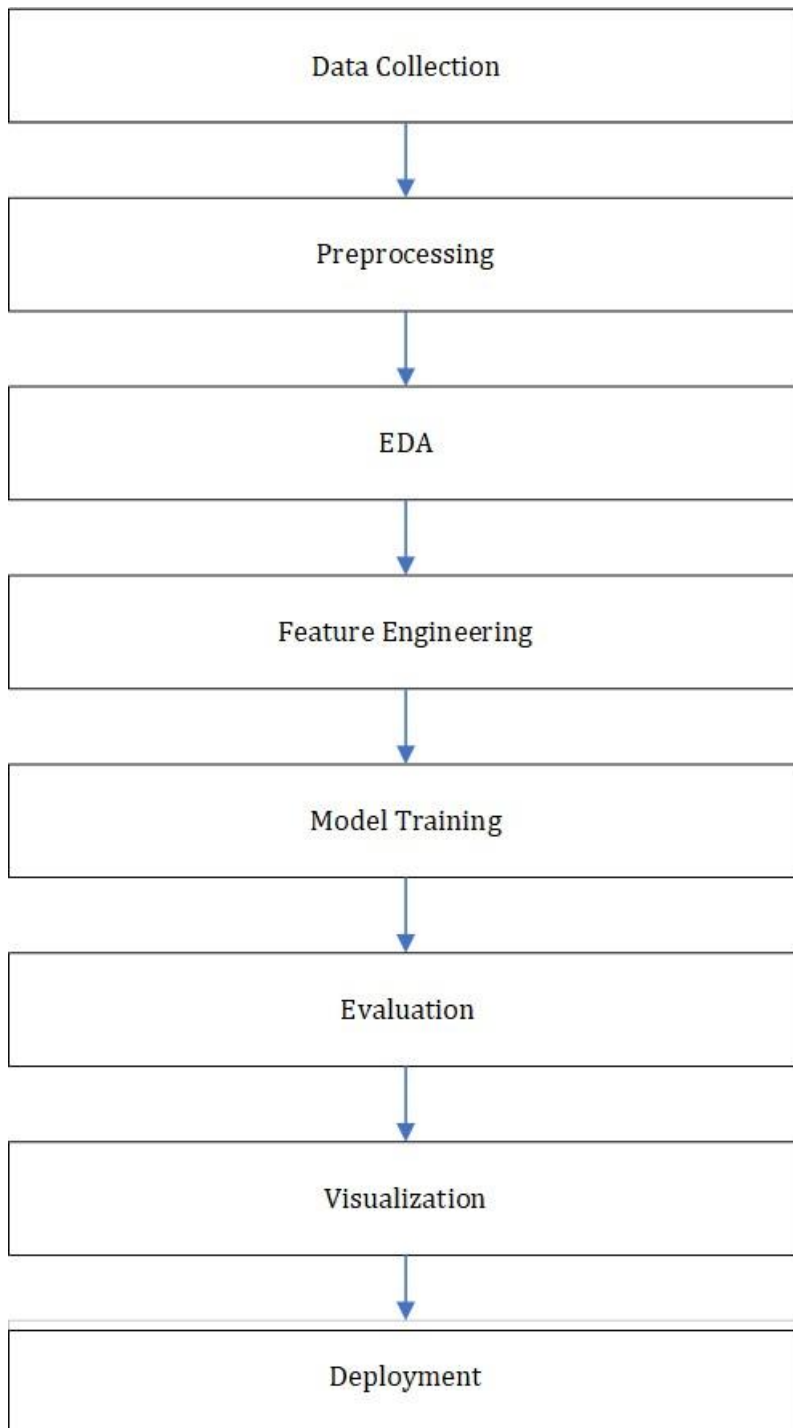 Data Collection
Preprocessing
EDA
Feature Engineering
Model Training
Evaluation
Visualization
Deployment